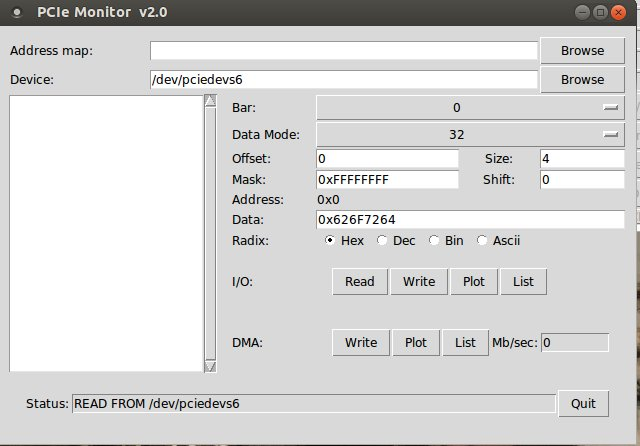 PCIe Monitor v2.0
Address map: Browse
Device: /dev/pciedevs6 Browse
Bar: 0
Data Mode: 32
Offset: 0 Size: 4
Mask: 0xFFFFFFFF Shift: 0
Address: 0x0
Data: 0x626F7264
Radix: Hex Dec Bin Ascii
I/O: Read Write Plot List
DMA: Write Plot List Mb/sec: 0
Status: READ FROM /dev/pciedevs6 Quit